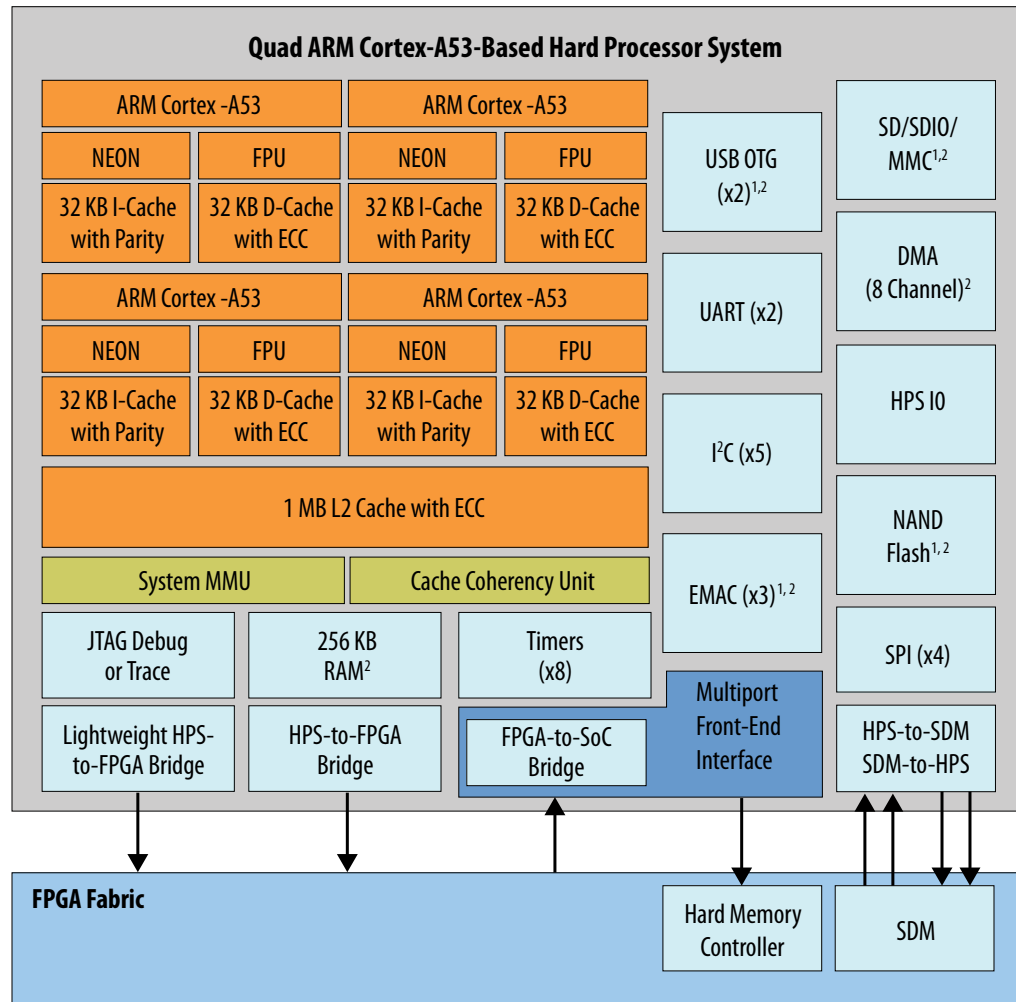 Quad ARM Cortex-A53-Based Hard Processor System
ARM Cortex -A53
ARM Cortex -A53
NEON
FPU
NEON
FPU
32 KB I-Cache
with Parity
32 KB D-Cache
with ECC
32 KB I-Cache
with Parity
32 KB D-Cache
with ECC
ARM Cortex -A53
ARM Cortex -A53
NEON
FPU
NEON
FPU
32 KB I-Cache
with Parity
32 KB D-Cache
with ECC
32 KB I-Cache
with Parity
32 KB D-Cache
with ECC
1 MB L2 Cache with ECC
System MMU
Cache Coherency Unit
JTAG Debug
or Trace
256 KB
RAM²
Timers
(x8)
Lightweight HPS-
to-FPGA Bridge
HPS-to-FPGA
Bridge
FPGA-to-SoC
Bridge
Multiport
Front-End
Interface
USB OTG
(x2)¹,²
UART (x2)
I²C (x5)
EMAC (x3)¹, ²
SD/SDIO/
MMC¹,²
DMA
(8 Channel)²
HPS IO
NAND
Flash¹, ²
SPI (x4)
HPS-to-SDM
SDM-to-HPS
FPGA Fabric
Hard Memory
Controller
SDM